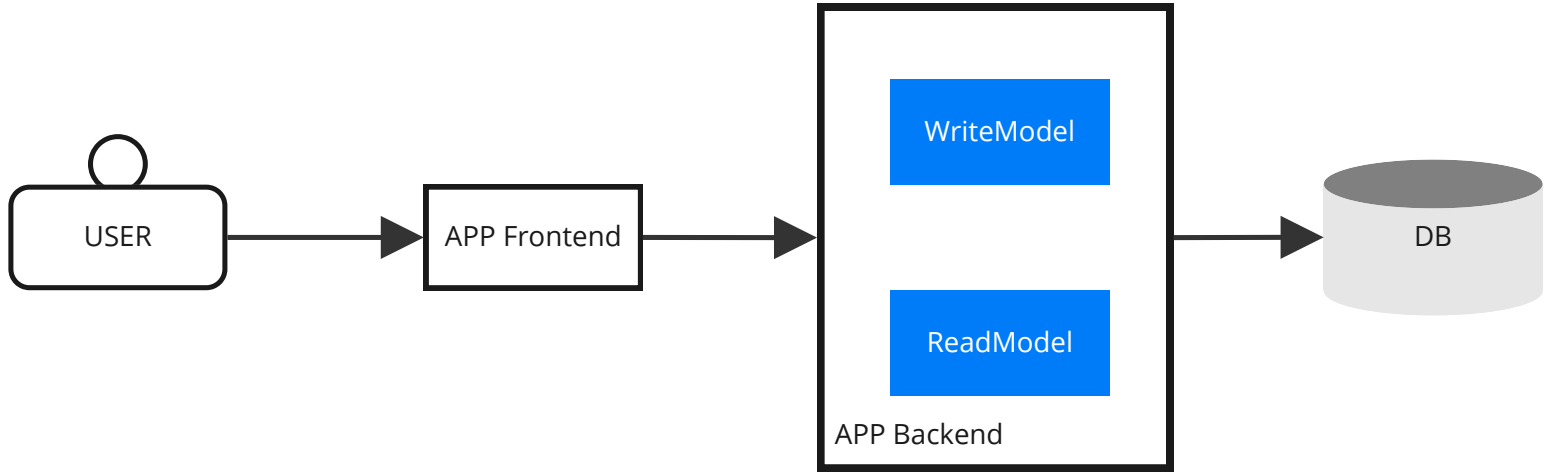 USER
APP Frontend
WriteModel
ReadModel
APP Backend
DB